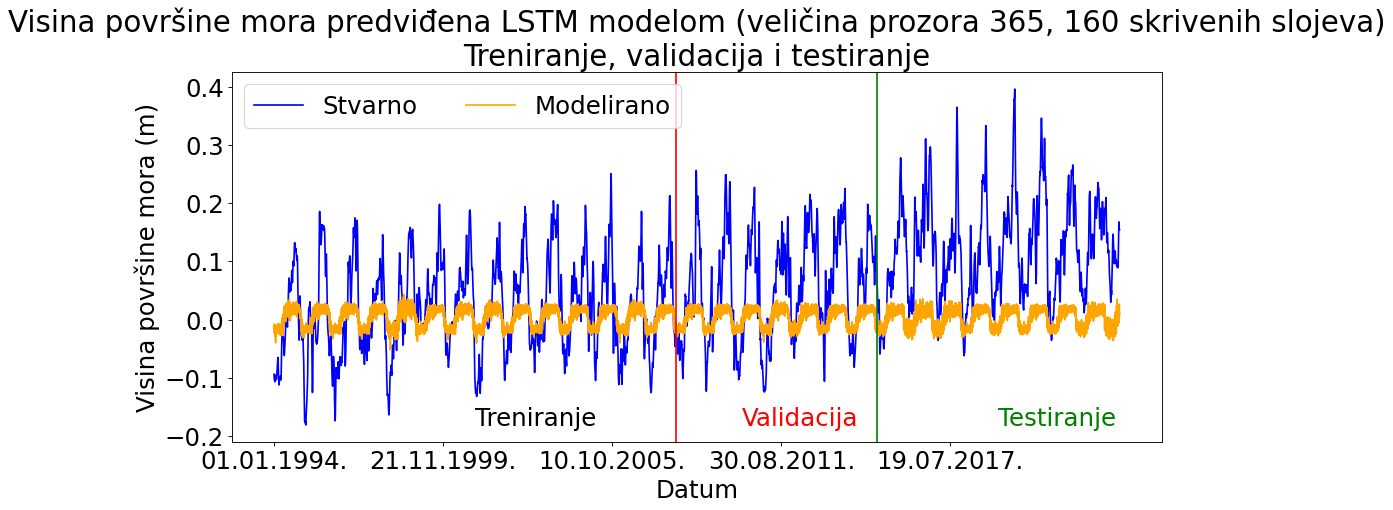 Visina površine mora predviđena LSTM modelom (veličina prozora 365, 160 skrivenih slojeva)
Treniranje, validacija i testiranje
Stvarno
Modelirano
Visina površine mora (m)
0.4
0.3
0.2
0.1
0.0
−0.1
−0.2
Treniranje
Validacija
Testiranje
01.01.1994.
21.11.1999.
10.10.2005.
30.08.2011.
19.07.2017.
Datum